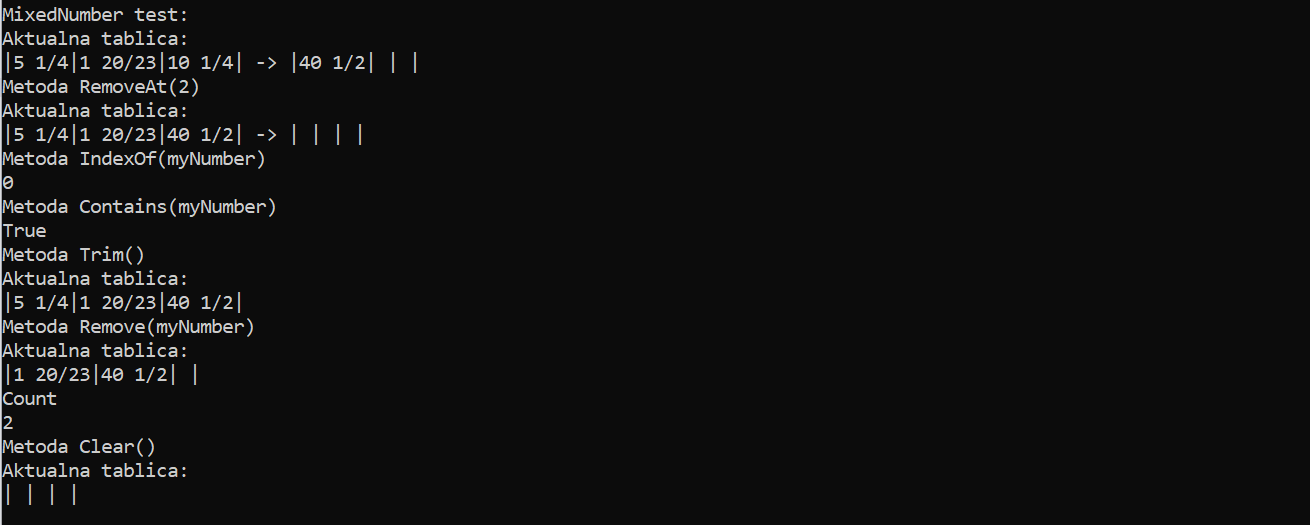 MixedNumber test:
Aktualna tablica:
|5 1/4|1 20/23|10 1/4| -> |40 1/2| | |
Metoda RemoveAt(2)
Aktualna tablica:
|5 1/4|1 20/23|40 1/2| -> | | | |
Metoda IndexOf(myNumber)
0
Metoda Contains(myNumber)
True
Metoda Trim()
Aktualna tablica:
|5 1/4|1 20/23|40 1/2|
Metoda Remove(myNumber)
Aktualna tablica:
|1 20/23|40 1/2| |
Count
2
Metoda Clear()
Aktualna tablica:
| | | |